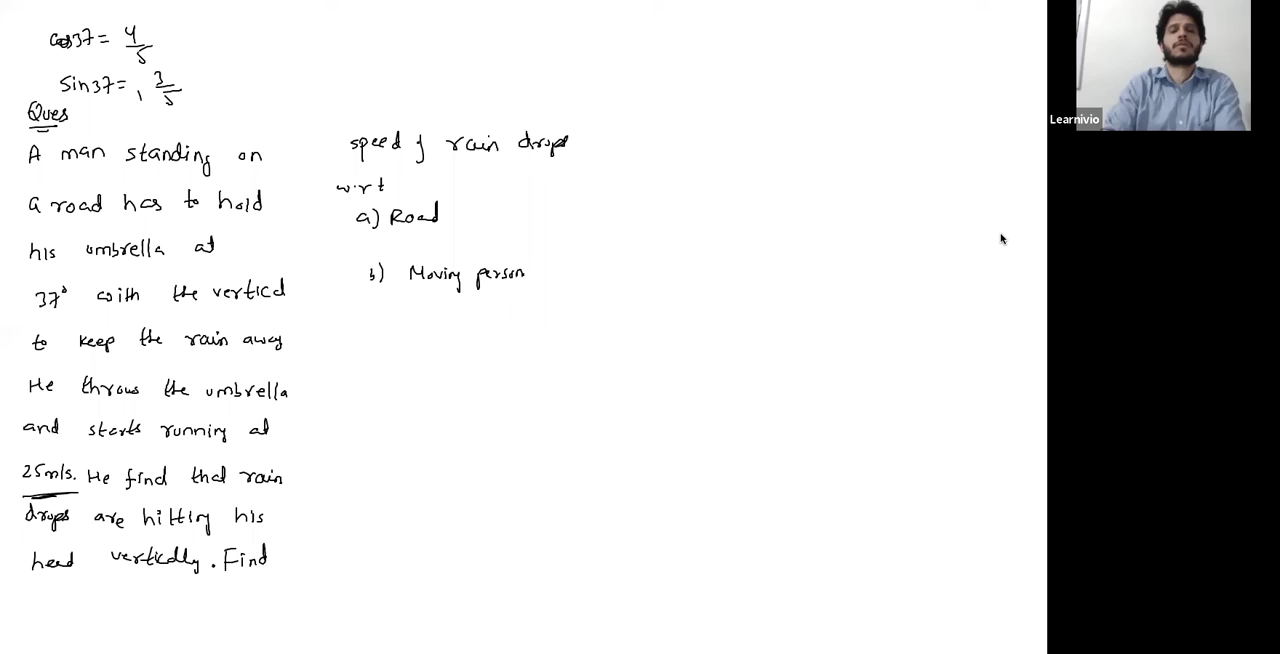 cos37 = 4/5
Sin37 = 3/5
Ques
A man standing on
a road has to hold
his umbrella at
37° with the vertical
to keep the rain away
He throws the umbrella
and starts running at
25m/s. He find that rain
drops are hitting his
head vertically. Find
speed of rain drops
w.r.t
a) Road
b) Moving person
Learnivio